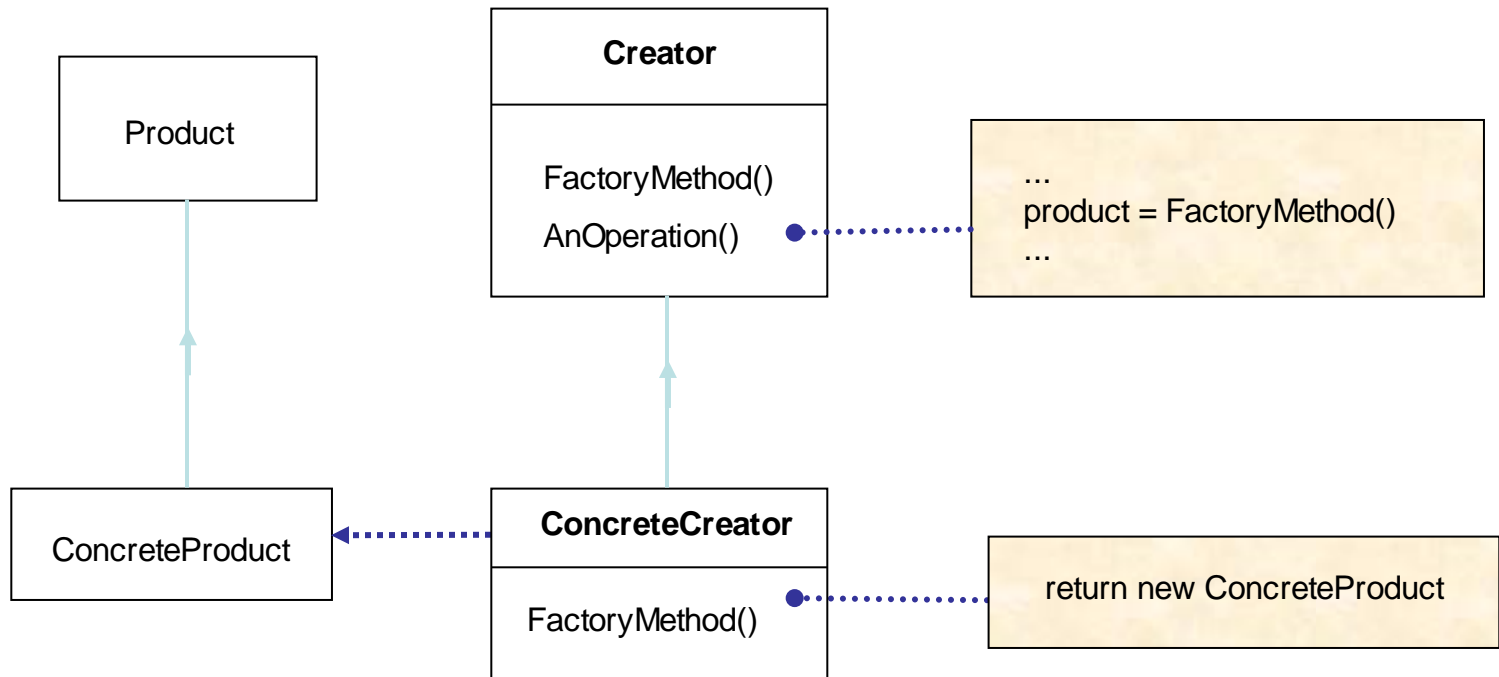 Creator
Product
FactoryMethod()
AnOperation()
...
product = FactoryMethod()
...
ConcreteProduct
ConcreteCreator
FactoryMethod()
return new ConcreteProduct